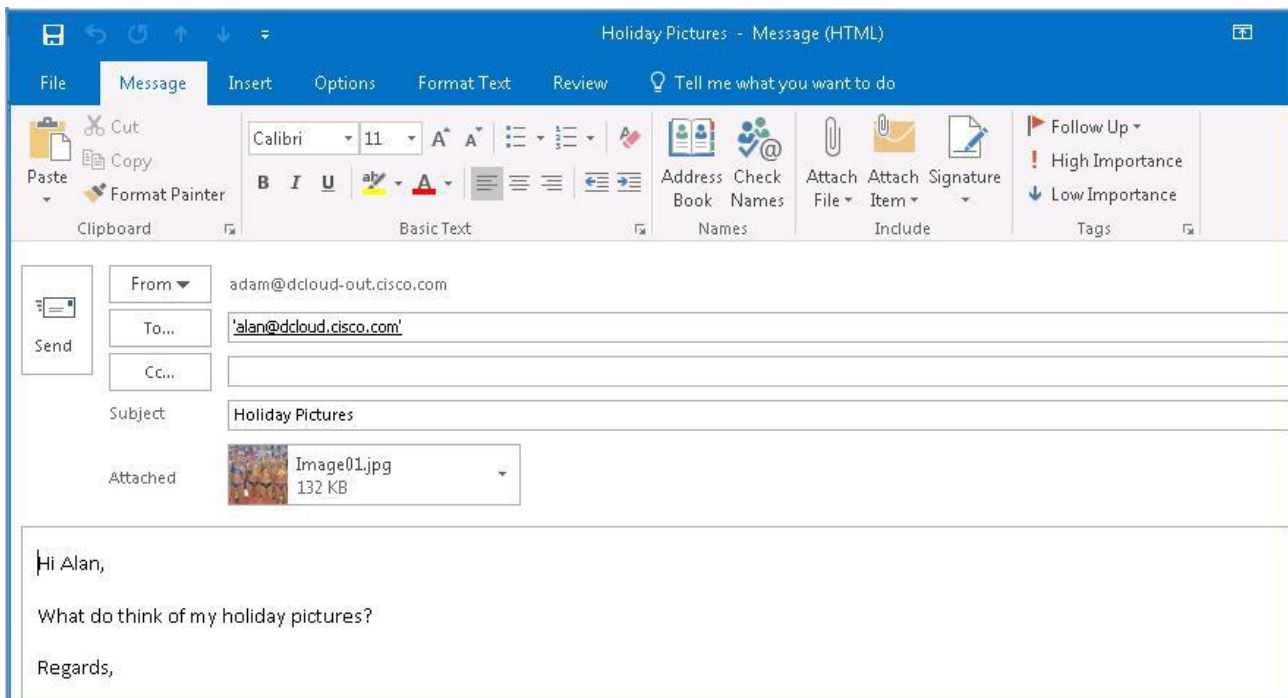 Holiday Pictures - Message (HTML)
File Message Insert Options Format Text Review Tell me what you want to do
Paste
Cut
Copy
Format Painter
Clipboard
Calibri 11
B I U
Basic Text
Address Book
Check Names
Names
Attach File
Attach Item
Signature
Include
Follow Up
High Importance
Low Importance
Tags
Send
From adam@dcloud-out.cisco.com
To... 'alan@dcloud.cisco.com'
Cc...
Subject Holiday Pictures
Attached Image01.jpg
132 KB
Hi Alan,
What do think of my holiday pictures?
Regards,